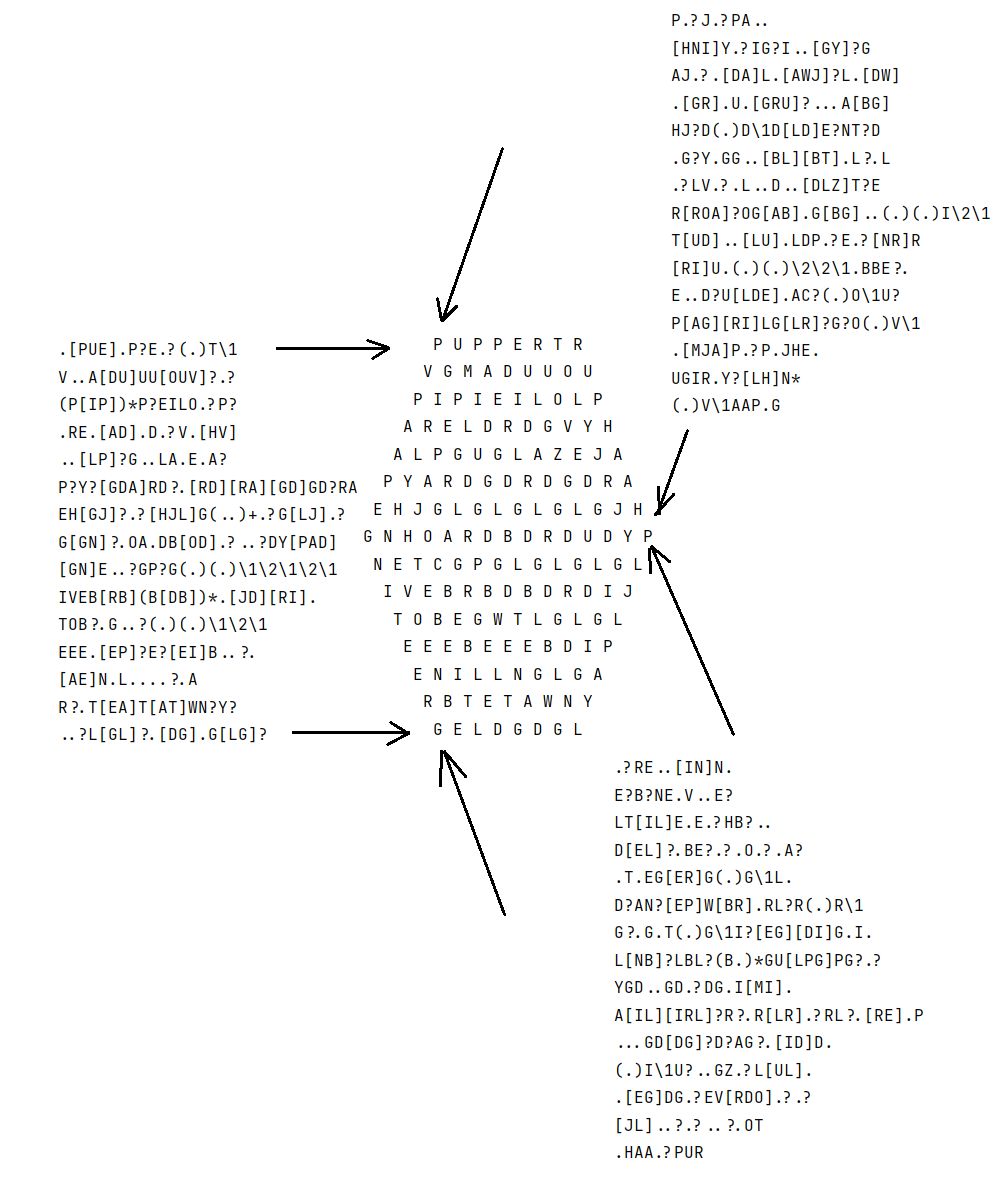 P.?J.?PA..
[HNI]Y.?IG?I..[GY]?G
AJ.?.[DA]L.[AWJ]?L.[DW]
.[GR].U.[GRU]?...A[BG]
HJ?D(.)D\1D[LD]E?NT?D
.G?Y.GG..[BL][BT].L?.L
.?LV.?.L..D..[DLZ]T?E
R[ROA]?OG[AB].G[BG]..(.)(.)I\2\1
T[UD]..[LU].LDP.?E.?[NR]R
[RI]U.(.)(.)\2\2\1.BBE?.
E..D?U[LDE].AC?(.)O\1U?
P[AG][RI]LG[LR]?G?O(.)V\1
.[MJA]P.?P.JHE.
UGIR.Y?[LH]N*
(.)V\1AAP.G
.[PUE].P?E.?(.)T\1
V..A[DU]UU[OUV]?.?
(P[IP])*P?EILO.?P?
.RE.[AD].D.?V.[HV]
..[LP]?G..LA.E.A?
P?Y?[GDA]RD?.[RD][RA][GD]GD?RA
EH[GJ]?.?[HJL]G(..)+.?G[LJ].?
G[GN]?.OA.DB[OD].?..?DY[PAD]
[GN]E..?GP?G(.)(.)\1\2\1\2\1
IVEB[RB](B[DB])*.[JD][RI].
TOB?.G..?(.)(.)\1\2\1
EEE.[EP]?E?[EI]B..?.
[AE]N.L....?.A
R?.T[EA]T[AT]WN?Y?
..?L[GL]?.[DG].G[LG]?
P U P P E R T R
V G M A D U U O U
P I P I E I L O L P
A R E L D R D G V Y H
A L P G U G L A Z E J A
P Y A R D G D R D G D R A
E H J G L G L G L G L G J H
G N H O A R D B D R D U D Y P
N E T C G P G L G L G L G L
I V E B R B D B D R D I J
T O B E G W T L G L G L
E E E B E E E B D I P
E N I L L N G L G A
R B T E T A W N Y
G E L D G D G L
.?RE..[IN]N.
E?B?NE.V..E?
LT[IL]E.E.?HB?..
D[EL]?.BE?.?.O.?.A?
.T.EG[ER]G(.)G\1L.
D?AN?[EP]W[BR].RL?R(.)R\1
G?.G.T(.)G\1I?[EG][DI]G.I.
L[NB]?LBL?(B.)*GU[LPG]PG?.?
YGD..GD.?DG.I[MI].
A[IL][IRL]?R?.R[LR].?RL?.[RE].P
...GD[DG]?D?AG?.[ID]D.
(.)I\1U?..GZ.?L[UL].
.[EG]DG.?EV[RDO].?.?
[JL]..?.?..?.OT
.HAA.?PUR